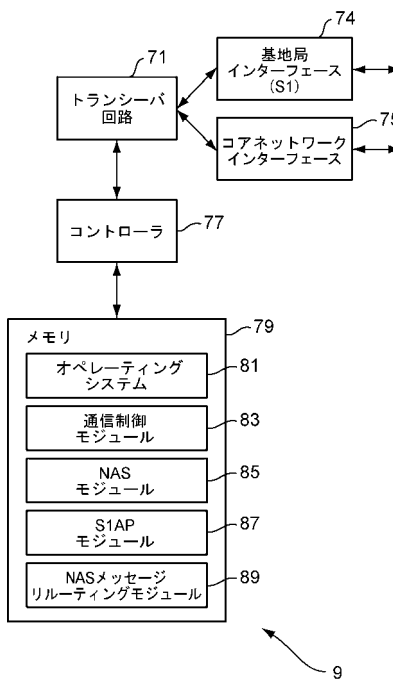 74
71
基地局
インターフェース
(S1)
75
トランシーバ
回路
コアネットワーク
インターフェース
コントローラ
77
79
メモリ
オペレーティング
システム
81
通信制御
モジュール
83
NAS
モジュール
85
S1AP
モジュール
87
NASメッセージ
リルーティングモジュール
89
9